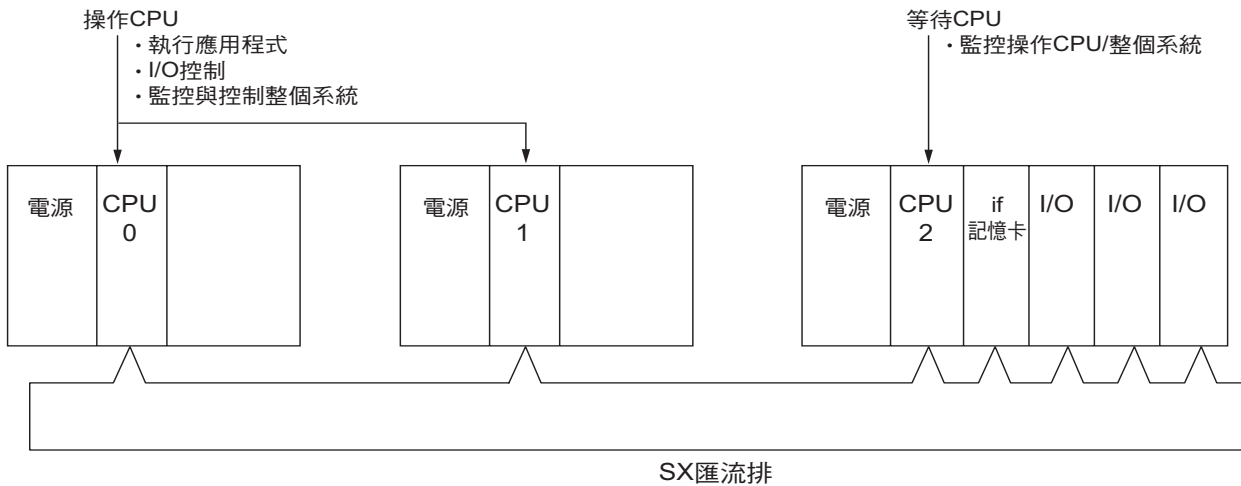 操作CPU
・執行應用程式
・I/O控制
・監控與控制整個系統
等待CPU
・監控操作CPU/整個系統
電源
CPU
0
電源
CPU
1
電源
CPU
2
if
記憶卡
I/O
I/O
I/O
SX匯流排